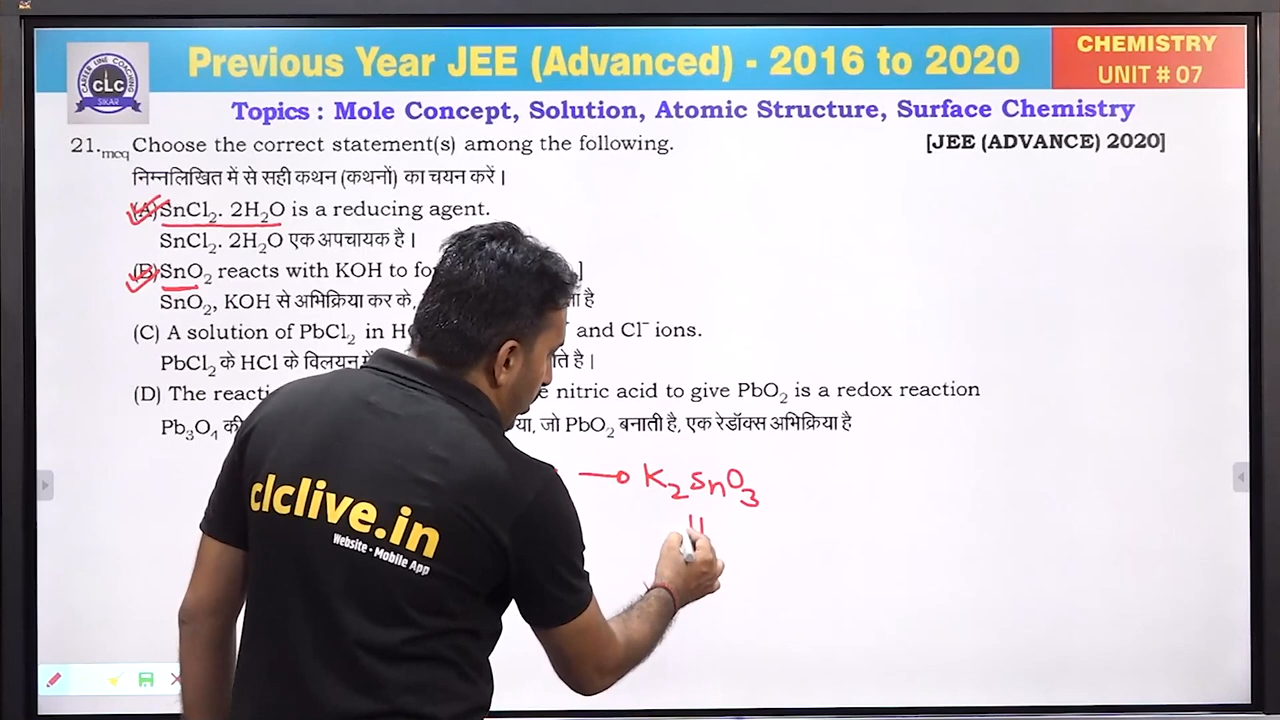 Previous Year JEE (Advanced) - 2016 to 2020
CHEMISTRY
UNIT # 07
CAREER LINE COACHING
CLC
SIKAR
Topics : Mole Concept, Solution, Atomic Structure, Surface Chemistry
21. mcq Choose the correct statement(s) among the following. [JEE (ADVANCE) 2020]
निम्नलिखित में से सही कथन (कथनों) का चयन करें।
(A) SnCl₂. 2H₂O is a reducing agent.
SnCl₂. 2H₂O एक अपचायक है।
(B) SnO₂ reacts with KOH to ]
SnO₂, KOH से अभिक्रिया कर के, है
(C) A solution of PbCl₂ in and Cl⁻ ions.
PbCl₂ के HCl के विलयन में है।
(D) The nitric acid to give PbO₂ is a redox reaction
Pb₃O₄ की जो PbO₂ बनाती है, एक रेडॉक्स अभिक्रिया है
→ K₂SnO₃
clclive.in
Website • Mobile App